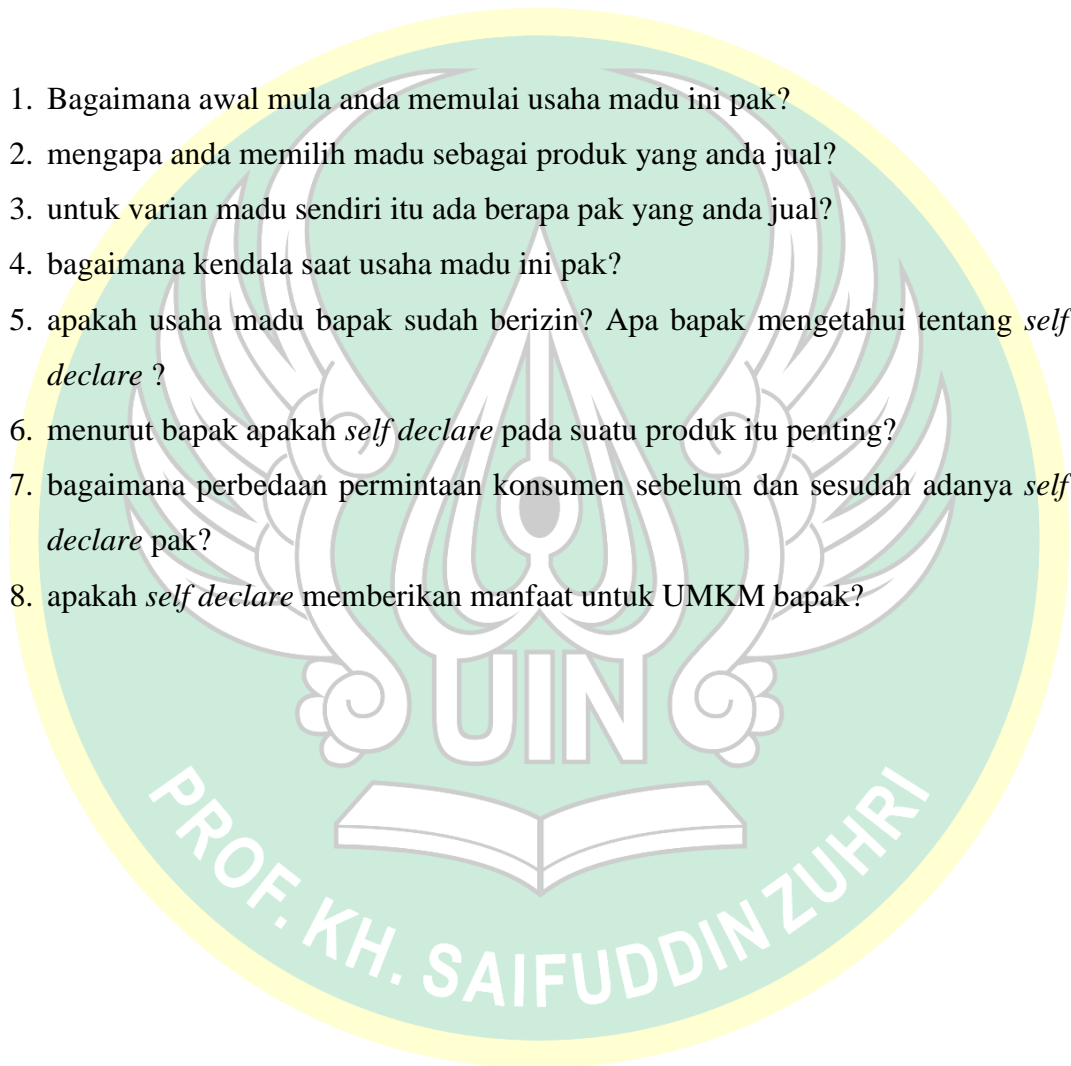 1. Bagaimana awal mula anda memulai usaha madu ini pak?
2. mengapa anda memilih madu sebagai produk yang anda jual?
3. untuk varian madu sendiri itu ada berapa pak yang anda jual?
4. bagaimana kendala saat usaha madu ini pak?
5. apakah usaha madu bapak sudah berizin? Apa bapak mengetahui tentang self
declare ?
6. menurut bapak apakah self declare pada suatu produk itu penting?
7. bagaimana perbedaan permintaan konsumen sebelum dan sesudah adanya self
declare pak?
8. apakah self declare memberikan manfaat untuk UMKM bapak?
UIN
PROF. KH. SAIFUDDIN ZUHRI